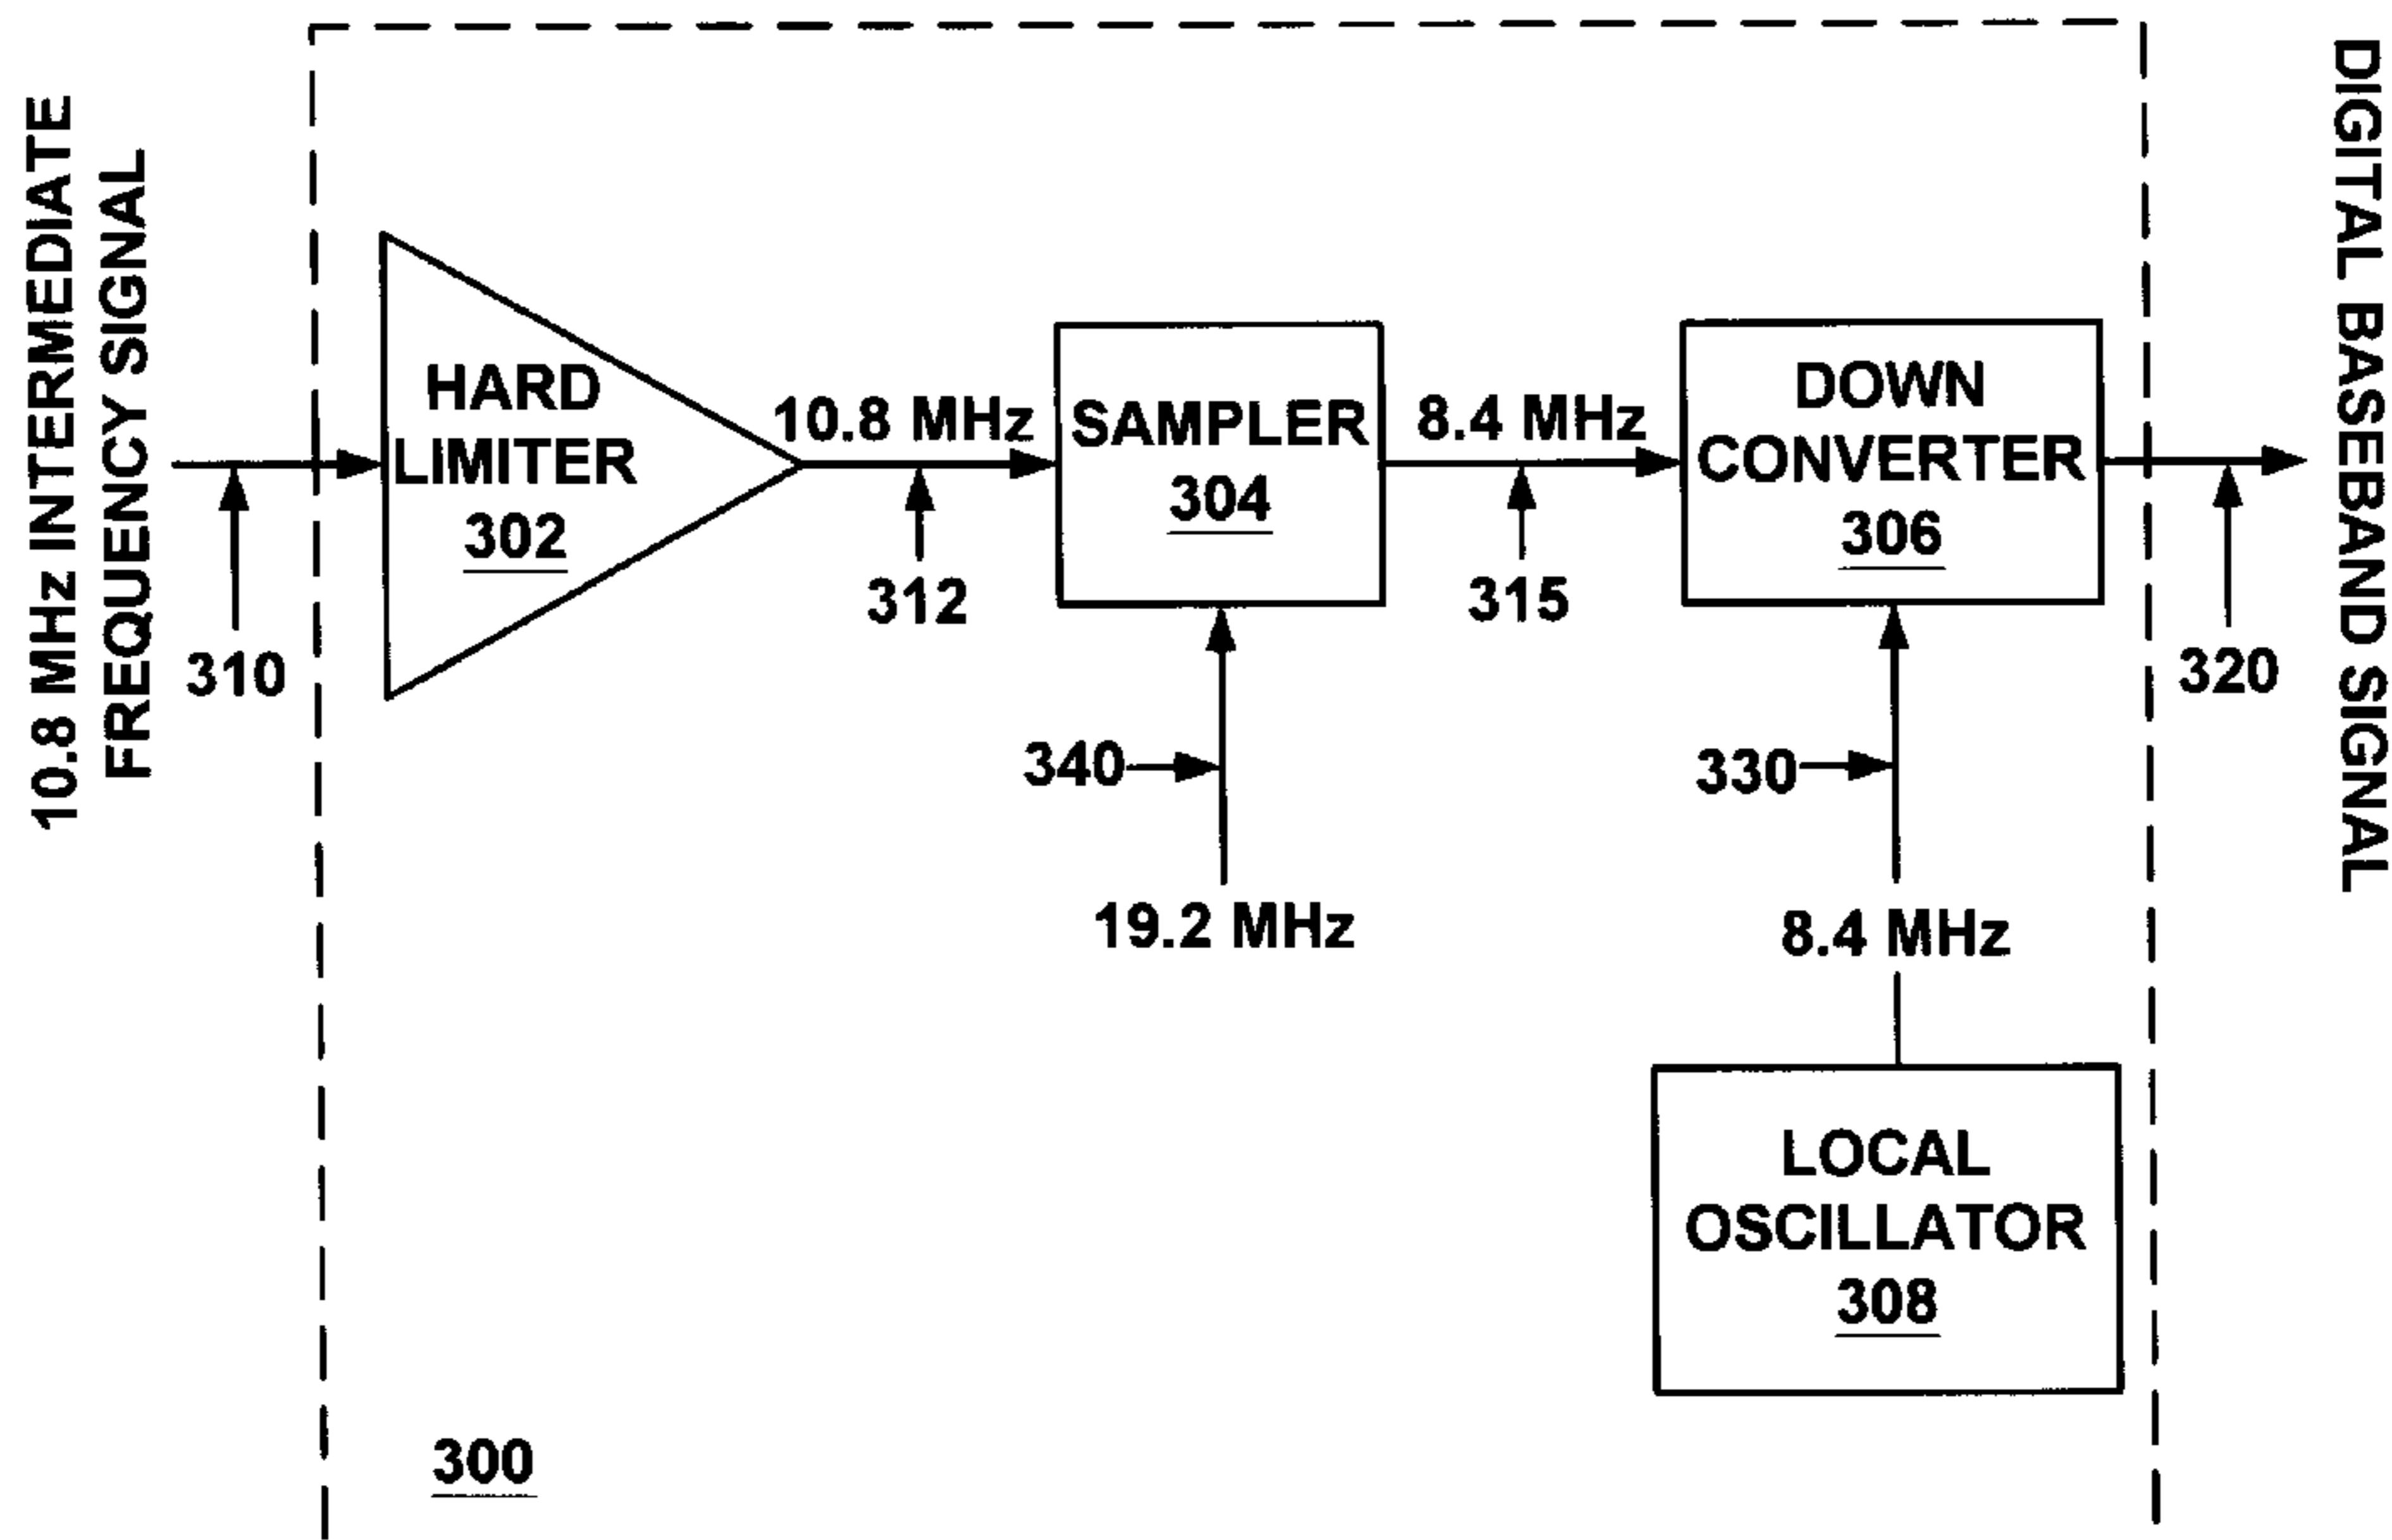 10.8 MHz INTERMEDIATE
FREQUENCY SIGNAL
310
HARD
LIMITER
302
10.8 MHz
312
SAMPLER
304
8.4 MHz
315
DOWN
CONVERTER
306
320
DIGITAL BASEBAND SIGNAL
340
19.2 MHz
330
8.4 MHz
LOCAL
OSCILLATOR
308
300